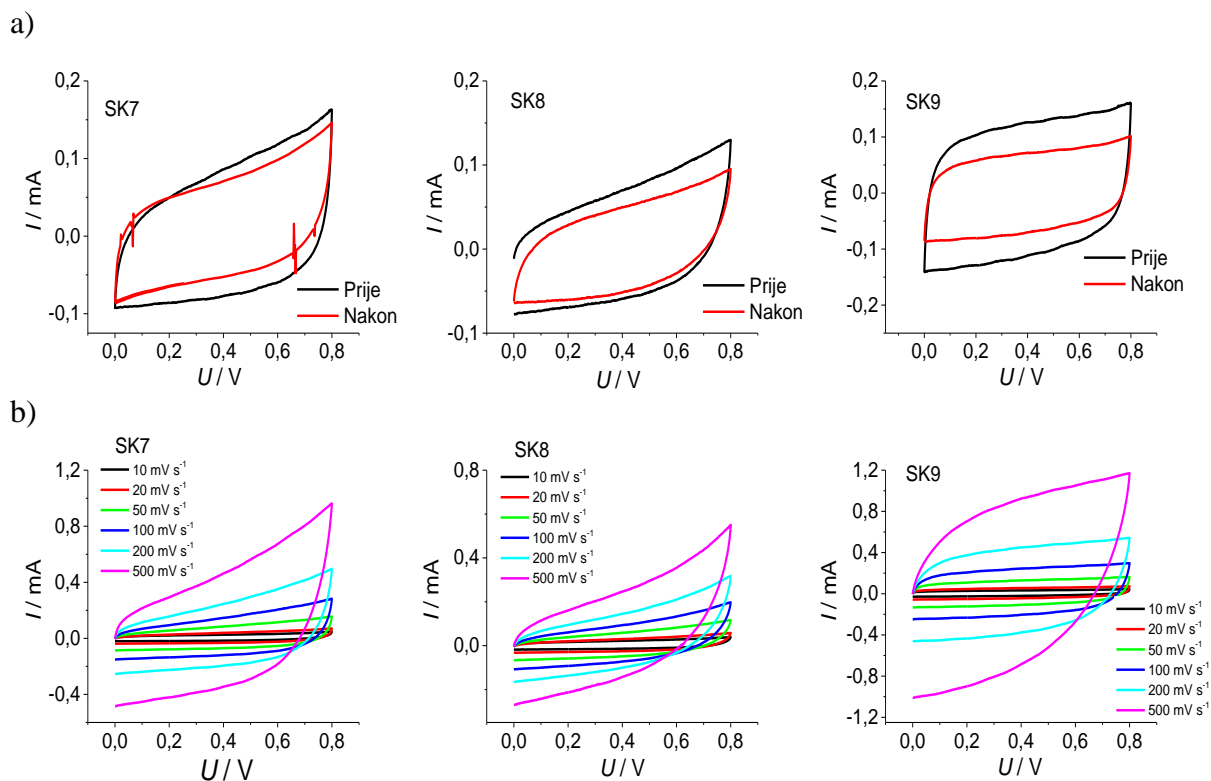 a)
SK7
I / mA
0,2
0,1
0,0
-0,1
0,0 0,2 0,4 0,6 0,8
U / V
Prije
Nakon
SK8
I / mA
0,2
0,1
0,0
-0,1
0,0 0,2 0,4 0,6 0,8
U / V
Prije
Nakon
SK9
I / mA
0,2
0,1
0,0
-0,1
-0,2
0,0 0,2 0,4 0,6 0,8
U / V
Prije
Nakon
b)
SK7
10 mV s⁻¹
20 mV s⁻¹
50 mV s⁻¹
100 mV s⁻¹
200 mV s⁻¹
500 mV s⁻¹
I / mA
1,2
0,8
0,4
0,0
-0,4
0,0 0,2 0,4 0,6 0,8
U / V
SK8
10 mV s⁻¹
20 mV s⁻¹
50 mV s⁻¹
100 mV s⁻¹
200 mV s⁻¹
500 mV s⁻¹
I / mA
0,8
0,4
0,0
0,0 0,2 0,4 0,6 0,8
U / V
SK9
I / mA
1,2
0,8
0,4
0,0
-0,4
-0,8
-1,2
10 mV s⁻¹
20 mV s⁻¹
50 mV s⁻¹
100 mV s⁻¹
200 mV s⁻¹
500 mV s⁻¹
0,0 0,2 0,4 0,6 0,8
U / V